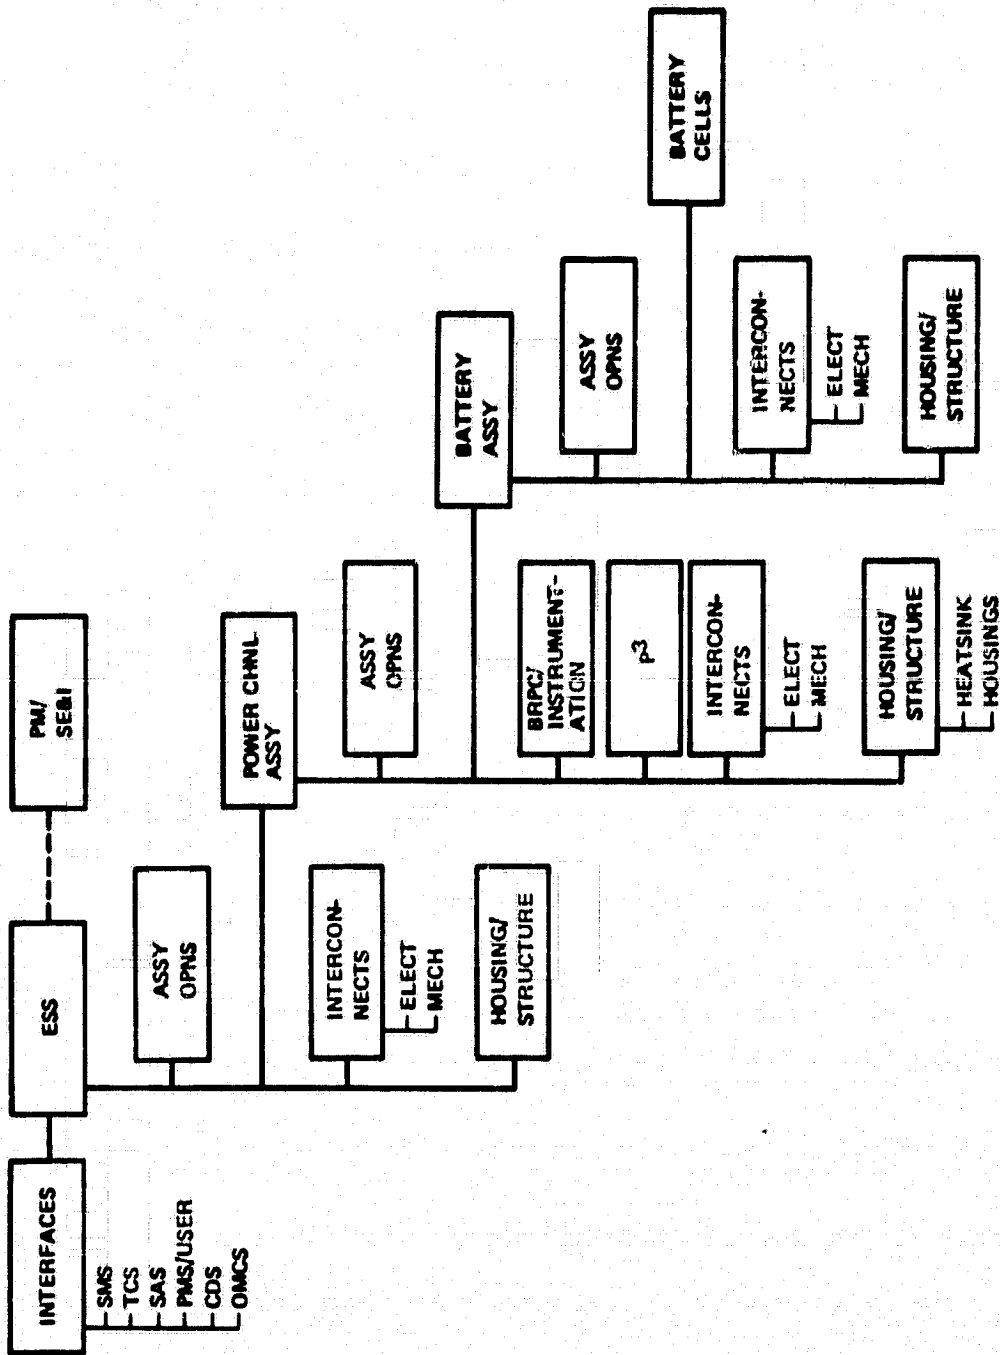 INTERFACES
SMS
TCS
SAS
PMS/USER
CDS
OMCS
ESS
PM/
SE&I
ASSY
OPNS
POWER CHNL
ASSY
INTERCON-
NECTS
ELECT
MECH
HOUSING/
STRUCTURE
ASSY
OPNS
BATTERY
ASSY
BRPC/
INSTRUMENT-
ATION
P3
INTERCON-
NECTS
ELECT
MECH
HOUSING/
STRUCTURE
HEATSINK
HOUSINGS
ASSY
OPNS
BATTERY
CELLS
INTERCON-
NECTS
ELECT
MECH
HOUSING/
STRUCTURE